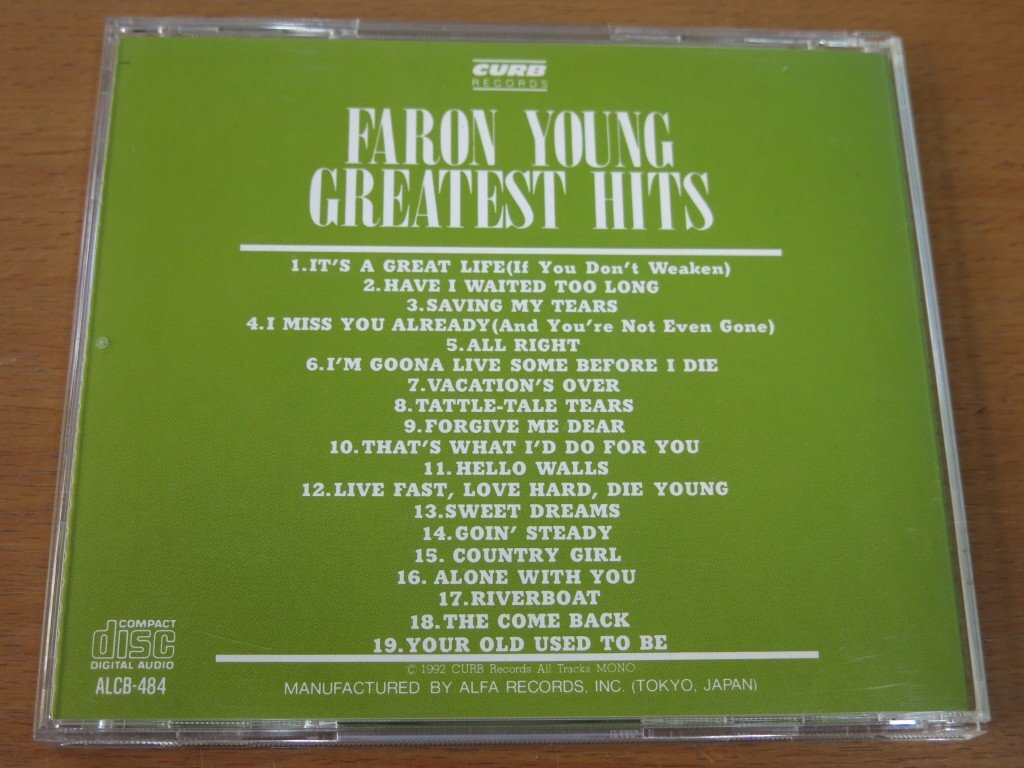 CURB
RECORDS
FARON YOUNG
GREATEST HITS
1.IT'S A GREAT LIFE(If You Don't Weaken)
2.HAVE I WAITED TOO LONG
3.SAVING MY TEARS
4.I MISS YOU ALREADY(And You're Not Even Gone)
5.ALL RIGHT
6.I'M GOONA LIVE SOME BEFORE I DIE
7.VACATION'S OVER
8.TATTLE-TALE TEARS
9.FORGIVE ME DEAR
10.THAT'S WHAT I'D DO FOR YOU
11.HELLO WALLS
12.LIVE FAST, LOVE HARD, DIE YOUNG
13.SWEET DREAMS
14.GOIN' STEADY
15. COUNTRY GIRL
16. ALONE WITH YOU
17.RIVERBOAT
18.THE COME BACK
19.YOUR OLD USED TO BE
© 1992 CURB Records All Tracks MONO
MANUFACTURED BY ALFA RECORDS, INC. (TOKYO, JAPAN)
COMPACT
disc
DIGITAL AUDIO
ALCB-484